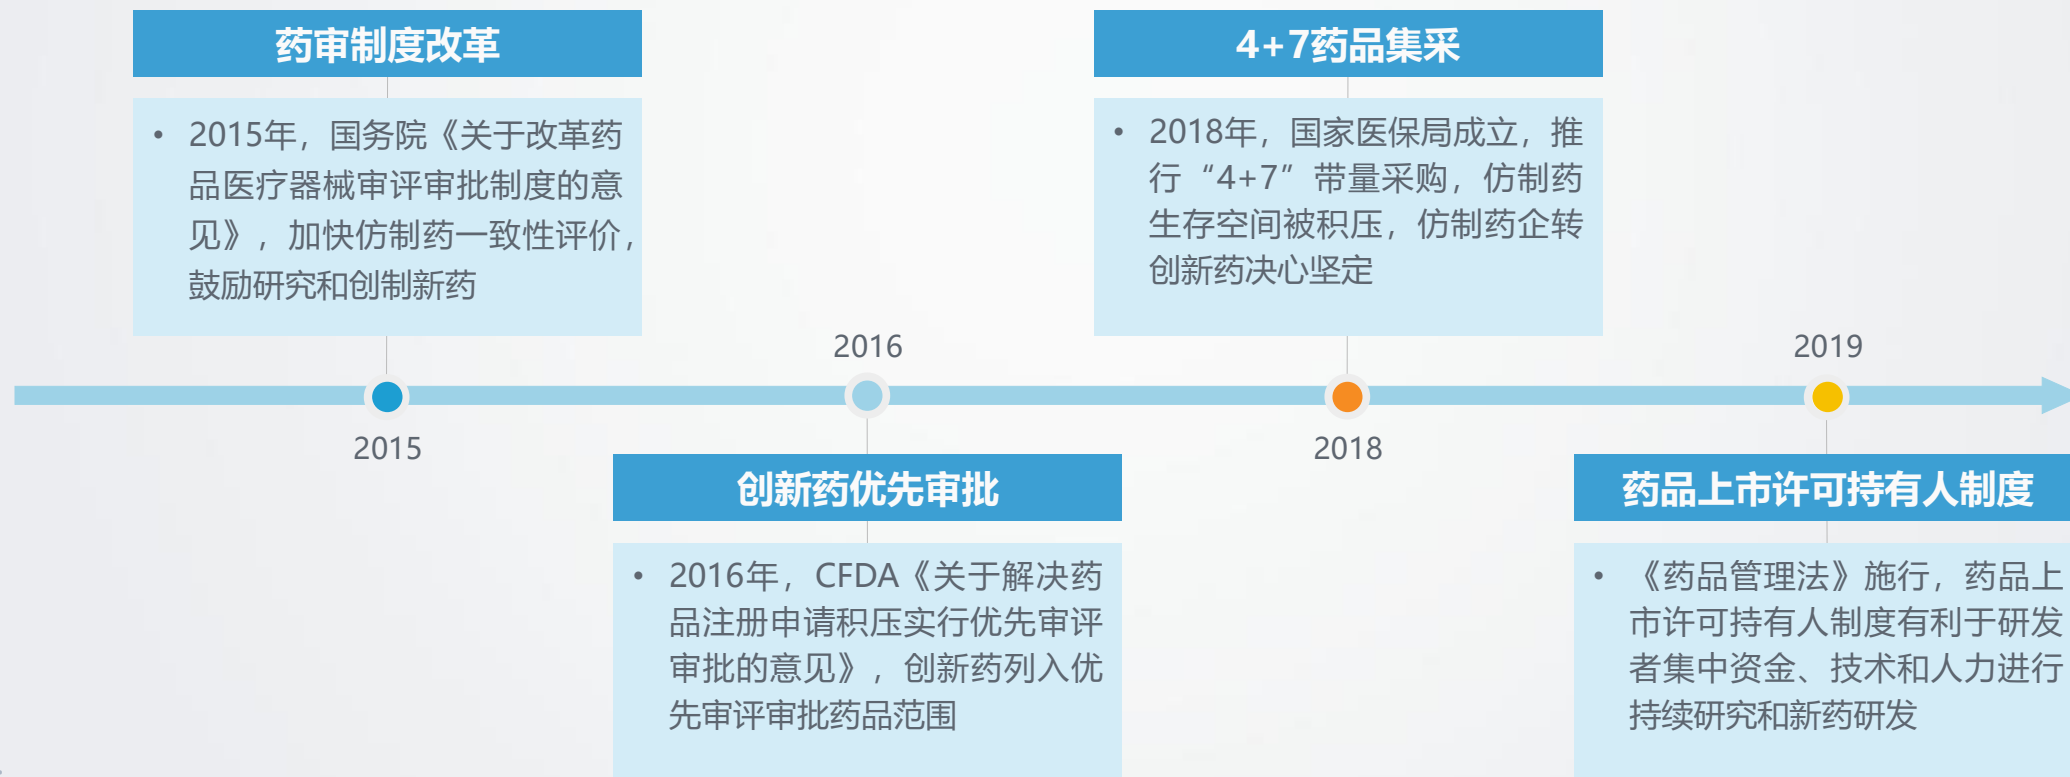 药审制度改革
• 2015年，国务院《关于改革药
品医疗器械审评审批制度的意
见》，加快仿制药一致性评价，
鼓励研究和创制新药
2015
2016
创新药优先审批
• 2016年，CFDA《关于解决药
品注册申请积压实行优先审评
审批的意见》，创新药列入优
先审评审批药品范围
4+7药品集采
• 2018年，国家医保局成立，推
行“4+7”带量采购，仿制药
生存空间被积压，仿制药企转
创新药决心坚定
2018
2019
药品上市许可持有人制度
• 《药品管理法》施行，药品上
市许可持有人制度有利于研发
者集中资金、技术和人力进行
持续研究和新药研发